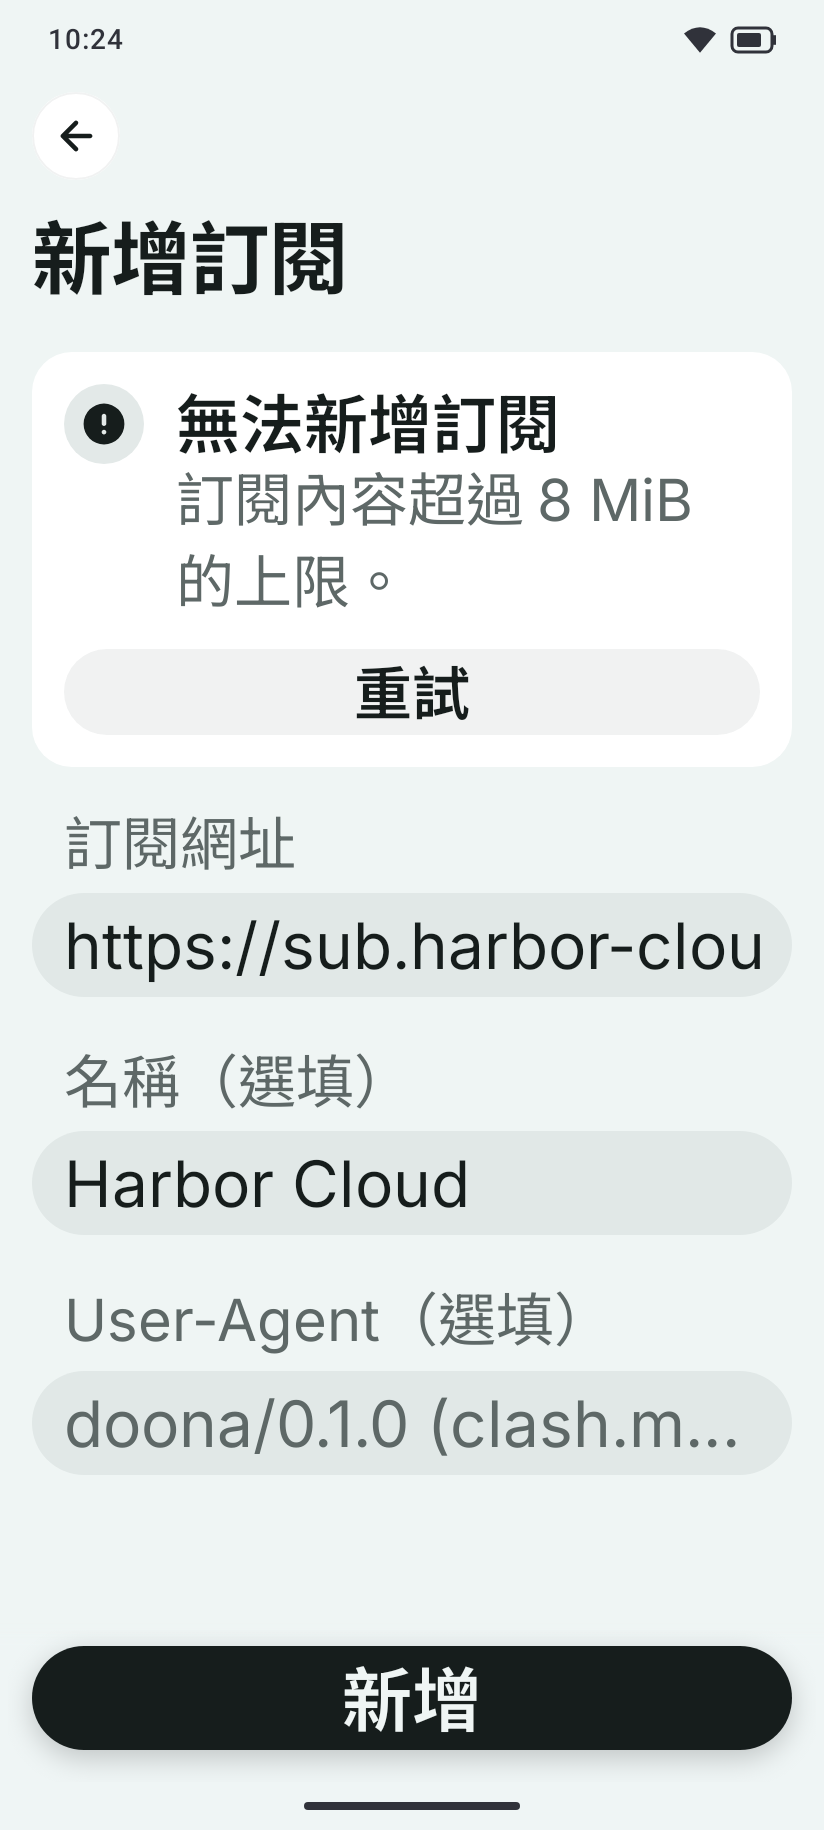 10:24
新增訂閱
無法新增訂閱
訂閱內容超過 8 MiB
的上限。
重試
訂閱網址
https://sub.harbor-clou
名稱（選填）
Harbor Cloud
User-Agent（選填）
doona/0.1.0 (clash.m...
新增